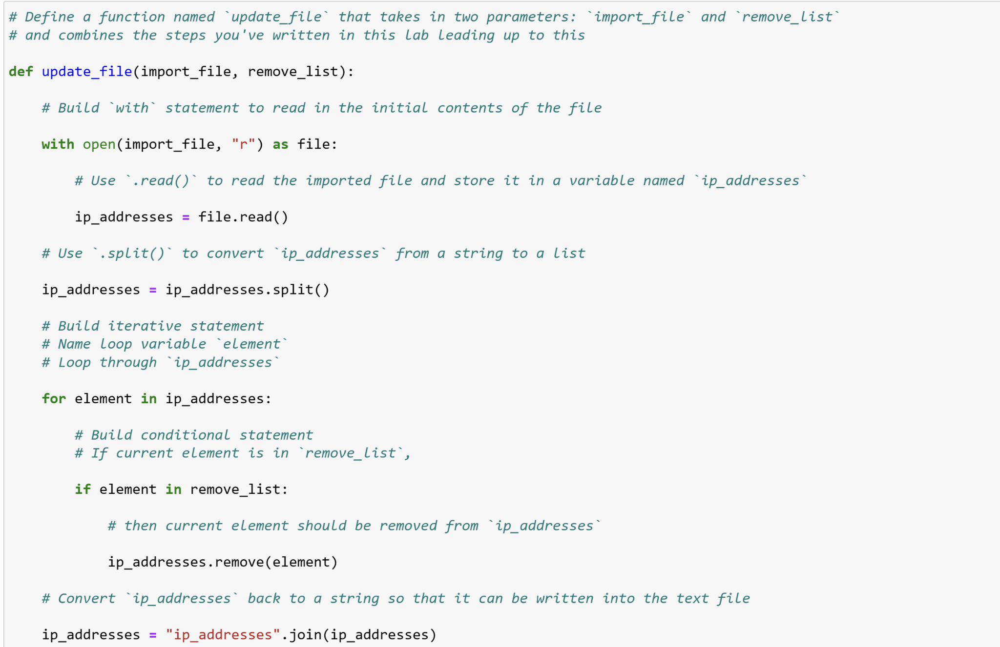 # Define a function named `update_file` that takes in two parameters: `import_file` and `remove_list`
# and combines the steps you've written in this lab leading up to this
def update_file(import_file, remove_list):
# Build `with` statement to read in the initial contents of the file
with open(import_file, "r") as file:
# Use `.read()` to read the imported file and store it in a variable named `ip_addresses`
ip_addresses = file.read()
# Use `.split()` to convert `ip_addresses` from a string to a list
ip_addresses = ip_addresses.split()
# Build iterative statement
# Name loop variable `element`
# Loop through `ip_addresses`
for element in ip_addresses:
# Build conditional statement
# If current element is in `remove_list`,
if element in remove_list:
# then current element should be removed from `ip_addresses`
ip_addresses.remove(element)
# Convert `ip_addresses` back to a string so that it can be written into the text file
ip_addresses = "ip_addresses".join(ip_addresses)